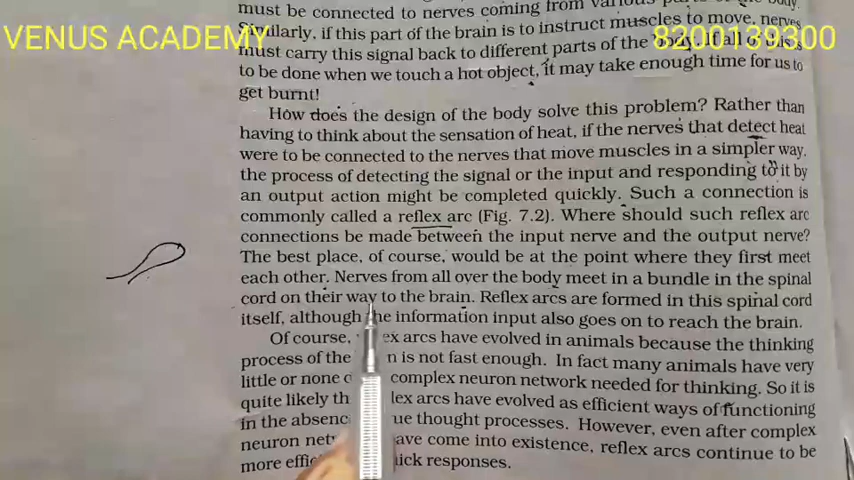 must be connected to nerves coming from various parts of the body.
VENUS ACADEMY
8200139300
Similarly, if this part of the brain is to instruct muscles to move, nerves
must carry this signal back to different parts of the body. If all of this is
to be done when we touch a hot object, it may take enough time for us to
get burnt!
How does the design of the body solve this problem? Rather than
having to think about the sensation of heat, if the nerves that detect heat
were to be connected to the nerves that move muscles in a simpler way,
the process of detecting the signal or the input and responding to it by
an output action might be completed quickly. Such a connection is
commonly called a reflex arc (Fig. 7.2). Where should such reflex arc
connections be made between the input nerve and the output nerve?
The best place, of course, would be at the point where they first meet
each other. Nerves from all over the body meet in a bundle in the spinal
cord on their way to the brain. Reflex arcs are formed in this spinal cord
itself, although the information input also goes on to reach the brain.
Of course, ex arcs have evolved in animals because the thinking
process of the n is not fast enough. In fact many animals have very
little or none complex neuron network needed for thinking. So it is
quite likely th lex arcs have evolved as efficient ways of functioning
in the absenc ue thought processes. However, even after complex
neuron net ave come into existence, reflex arcs continue to be
more effi ick responses.